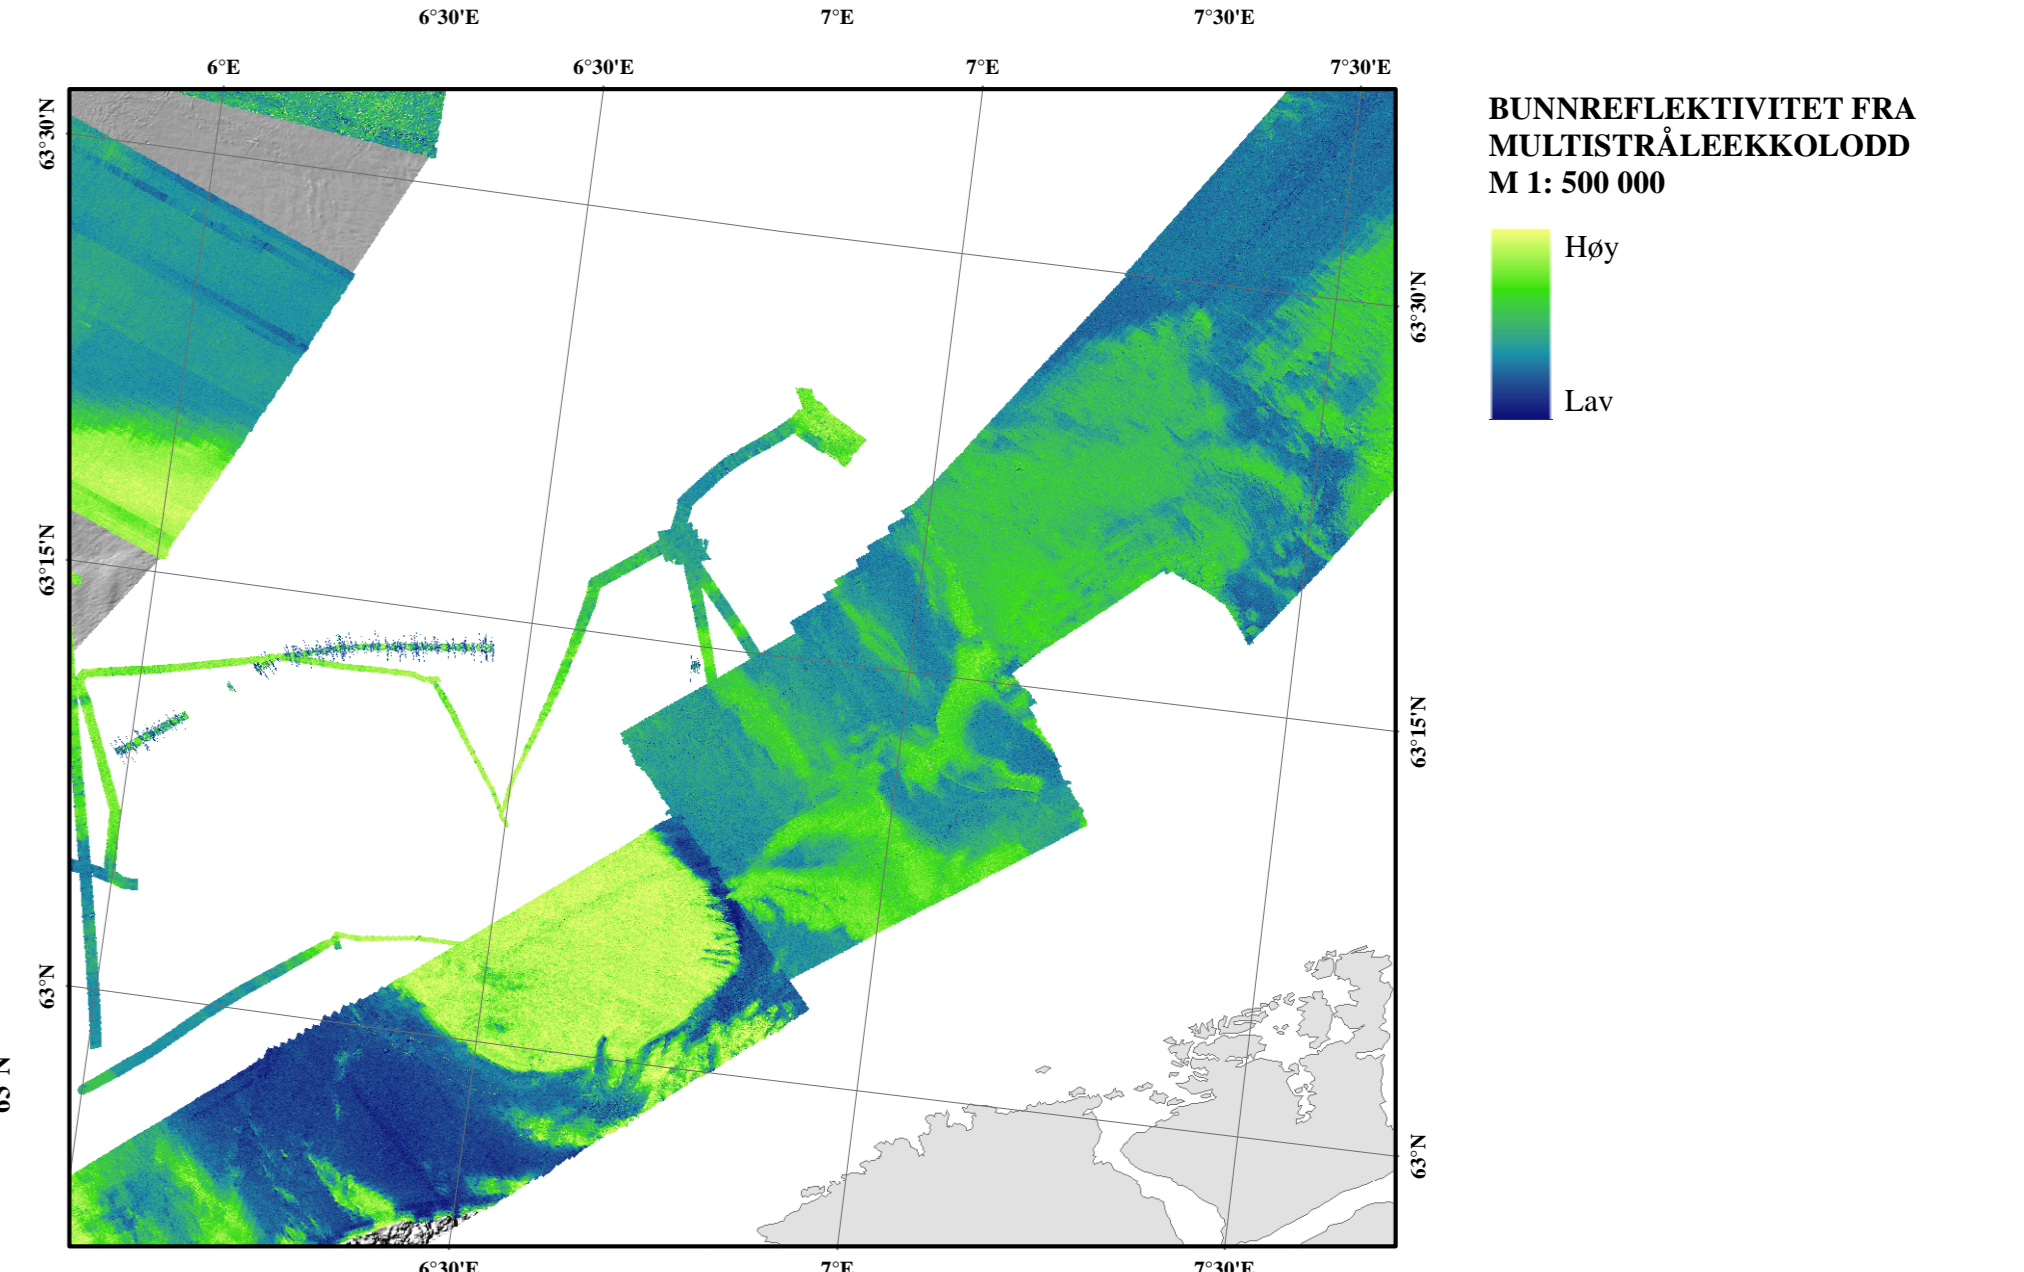 6°30'E 7°E 7°30'E
6°E 6°30'E 7°E 7°30'E
BUNNREFLEKTIVITET FRA
MULTISTRÅLEEKKOLODD
M 1: 500 000
Høy
Lav
63°30'N
63°30'N
63°15'N
63°15'N
63°N
63°N
6°30'E 7°E 7°30'E